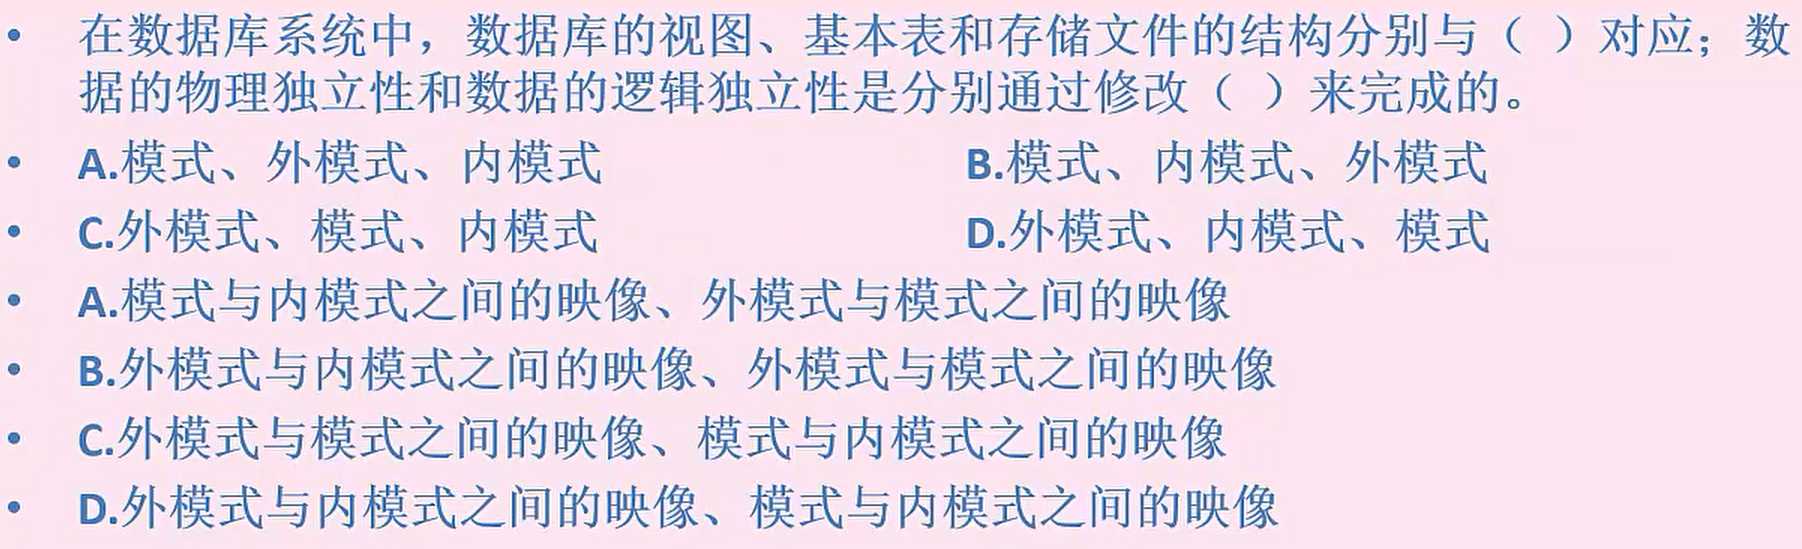 • 在数据库系统中，数据库的视图、基本表和存储文件的结构分别与（ ）对应；数
据的物理独立性和数据的逻辑独立性是分别通过修改（ ）来完成的。
• A.模式、外模式、内模式 B.模式、内模式、外模式
• C.外模式、模式、内模式 D.外模式、内模式、模式
• A.模式与内模式之间的映像、外模式与模式之间的映像
• B.外模式与内模式之间的映像、外模式与模式之间的映像
• C.外模式与模式之间的映像、模式与内模式之间的映像
• D.外模式与内模式之间的映像、模式与内模式之间的映像